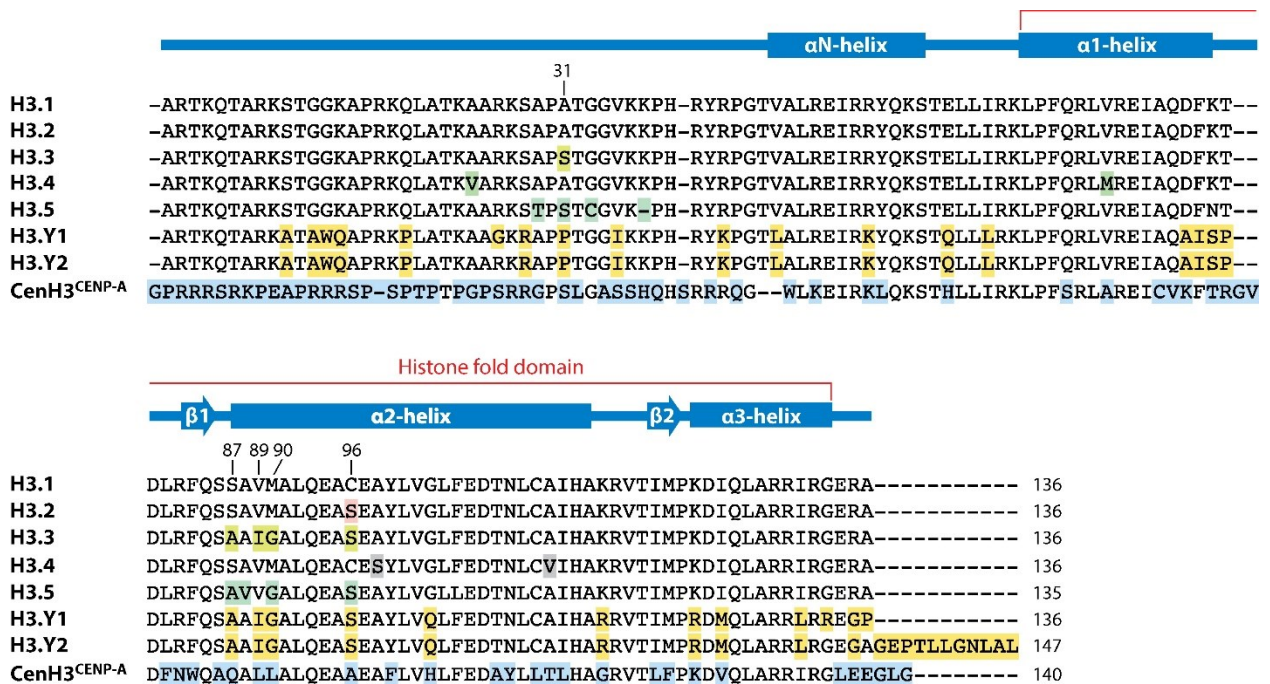 αN-helix α1-helix
31
H3.1 -ARTKQTARKSTGGKAPRKQLATKAARKSAPATGGVKKPH-RYRPGTVALREIRRYQKSTELLIRKLPFQRLVREIAQDFKT--
H3.2 -ARTKQTARKSTGGKAPRKQLATKAARKSAPATGGVKKPH-RYRPGTVALREIRRYQKSTELLIRKLPFQRLVREIAQDFKT--
H3.3 -ARTKQTARKSTGGKAPRKQLATKAARKSAPSTGGVKKPH-RYRPGTVALREIRRYQKSTELLIRKLPFQRLVREIAQDFKT--
H3.4 -ARTKQTARKSTGGKAPRKQLATKVARKSAPATGGVKKPH-RYRPGTVALREIRRYQKSTELLIRKLPFQRLMREIAQDFKT--
H3.5 -ARTKQTARKSTGGKAPRKQLATKAARKSTPSTCGVK-PH-RYRPGTVALREIRRYQKSTELLIRKLPFQRLVREIAQDFNT--
H3.Y1 -ARTKQTARKATAWQAPRKPLATKAAGKRAPPTGGIKKPH-RYKPGTLALREIRKYQKSTQLLLRKLPFQRLVREIAQAISP--
H3.Y2 -ARTKQTARKATAWQAPRKPLATKAARKRAPPTGGIKKPH-RYKPGTLALREIRKYQKSTQLLLRKLPFQRLVREIAQAISP--
CenH3CENP-A GPRRRSRKPEAPRRRSP-SPTPTPGPSRRGPSLGASSHQHSRRRQG--WLKEIRKLQKSTHLLIRKLPFSRLAREICVKFTRGV
Histone fold domain
β1 α2-helix β2 α3-helix
87 89 90 96
H3.1 DLRFQSSAVMALQEACEAYLVGLFEDTNLCAIHAKRVTIMPKDIQLARRIRGERA----------- 136
H3.2 DLRFQSSAVMALQEASEAYLVGLFEDTNLCAIHAKRVTIMPKDIQLARRIRGERA----------- 136
H3.3 DLRFQSAAIGALQEASEAYLVGLFEDTNLCAIHAKRVTIMPKDIQLARRIRGERA----------- 136
H3.4 DLRFQSSAVMALQEACESYLVGLFEDTNLCVIHAKRVTIMPKDIQLARRIRGERA----------- 136
H3.5 DLRFQSAVVGALQEASEAYLVGLLEDTNLCAIHAKRVTIMPKDIQLARRIRGERA----------- 135
H3.Y1 DLRFQSAAIGALQEASEAYLVQLFEDTNLCAIHARRVTIMPRDMQLARRLRREGP----------- 136
H3.Y2 DLRFQSAAIGALQEASEAYLVQLFEDTNLCAIHARRVTIMPRDMQLARRLRGEGAGEPTLLGNLAL 147
CenH3CENP-A DFNWQAQALLALQEAAEAFLVHLFEDAYLLTLHAGRVTLFPKDVQLARRIRGLEEGLG-------- 140